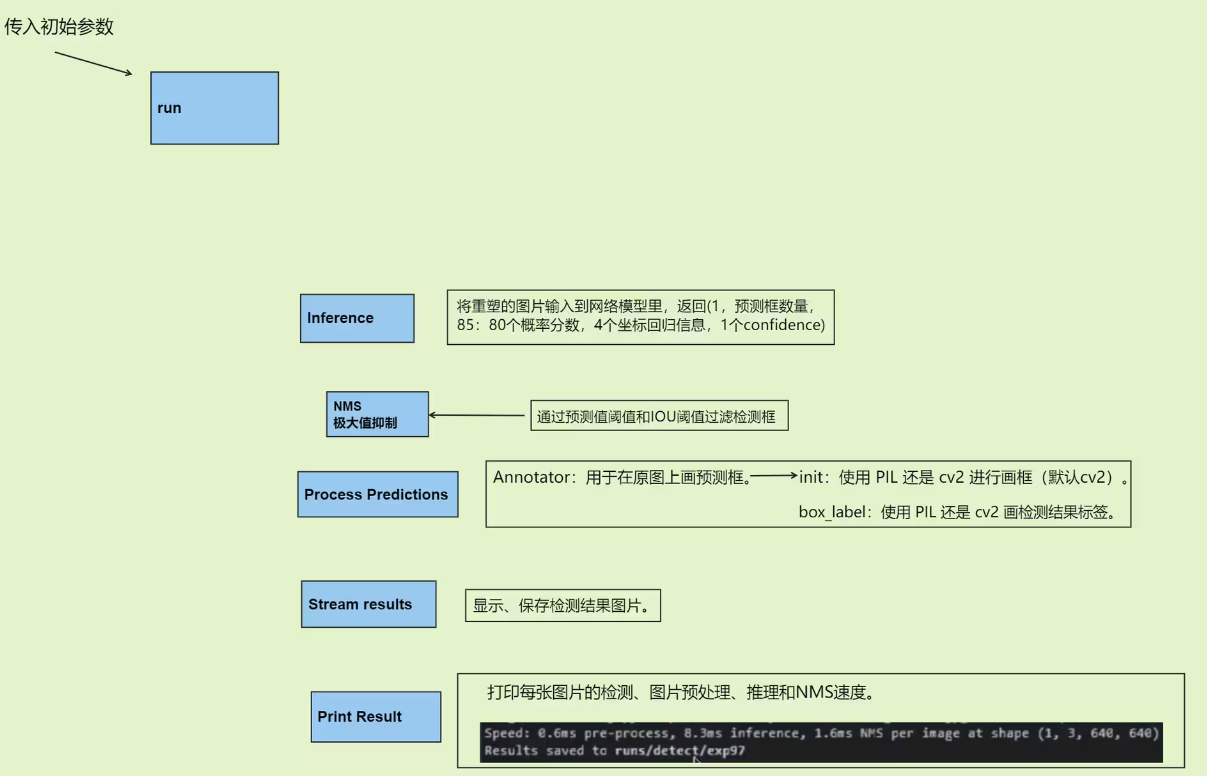 传入初始参数
run
Inference
将重塑的图片输入到网络模型里，返回(1，预测框数量，
85：80个概率分数，4个坐标回归信息，1个confidence)
NMS
极大值抑制
通过预测值阈值和IOU阈值过滤检测框
Process Predictions
Annotator：用于在原图上画预测框。
init：使用 PIL 还是 cv2 进行画框（默认cv2）。
box_label：使用 PIL 还是 cv2 画检测结果标签。
Stream results
显示、保存检测结果图片。
Print Result
打印每张图片的检测、图片预处理、推理和NMS速度。
Speed: 0.6ms pre-process, 8.3ms inference, 1.6ms NMS per image at shape (1, 3, 640, 640)
Results saved to runs/detect/exp97